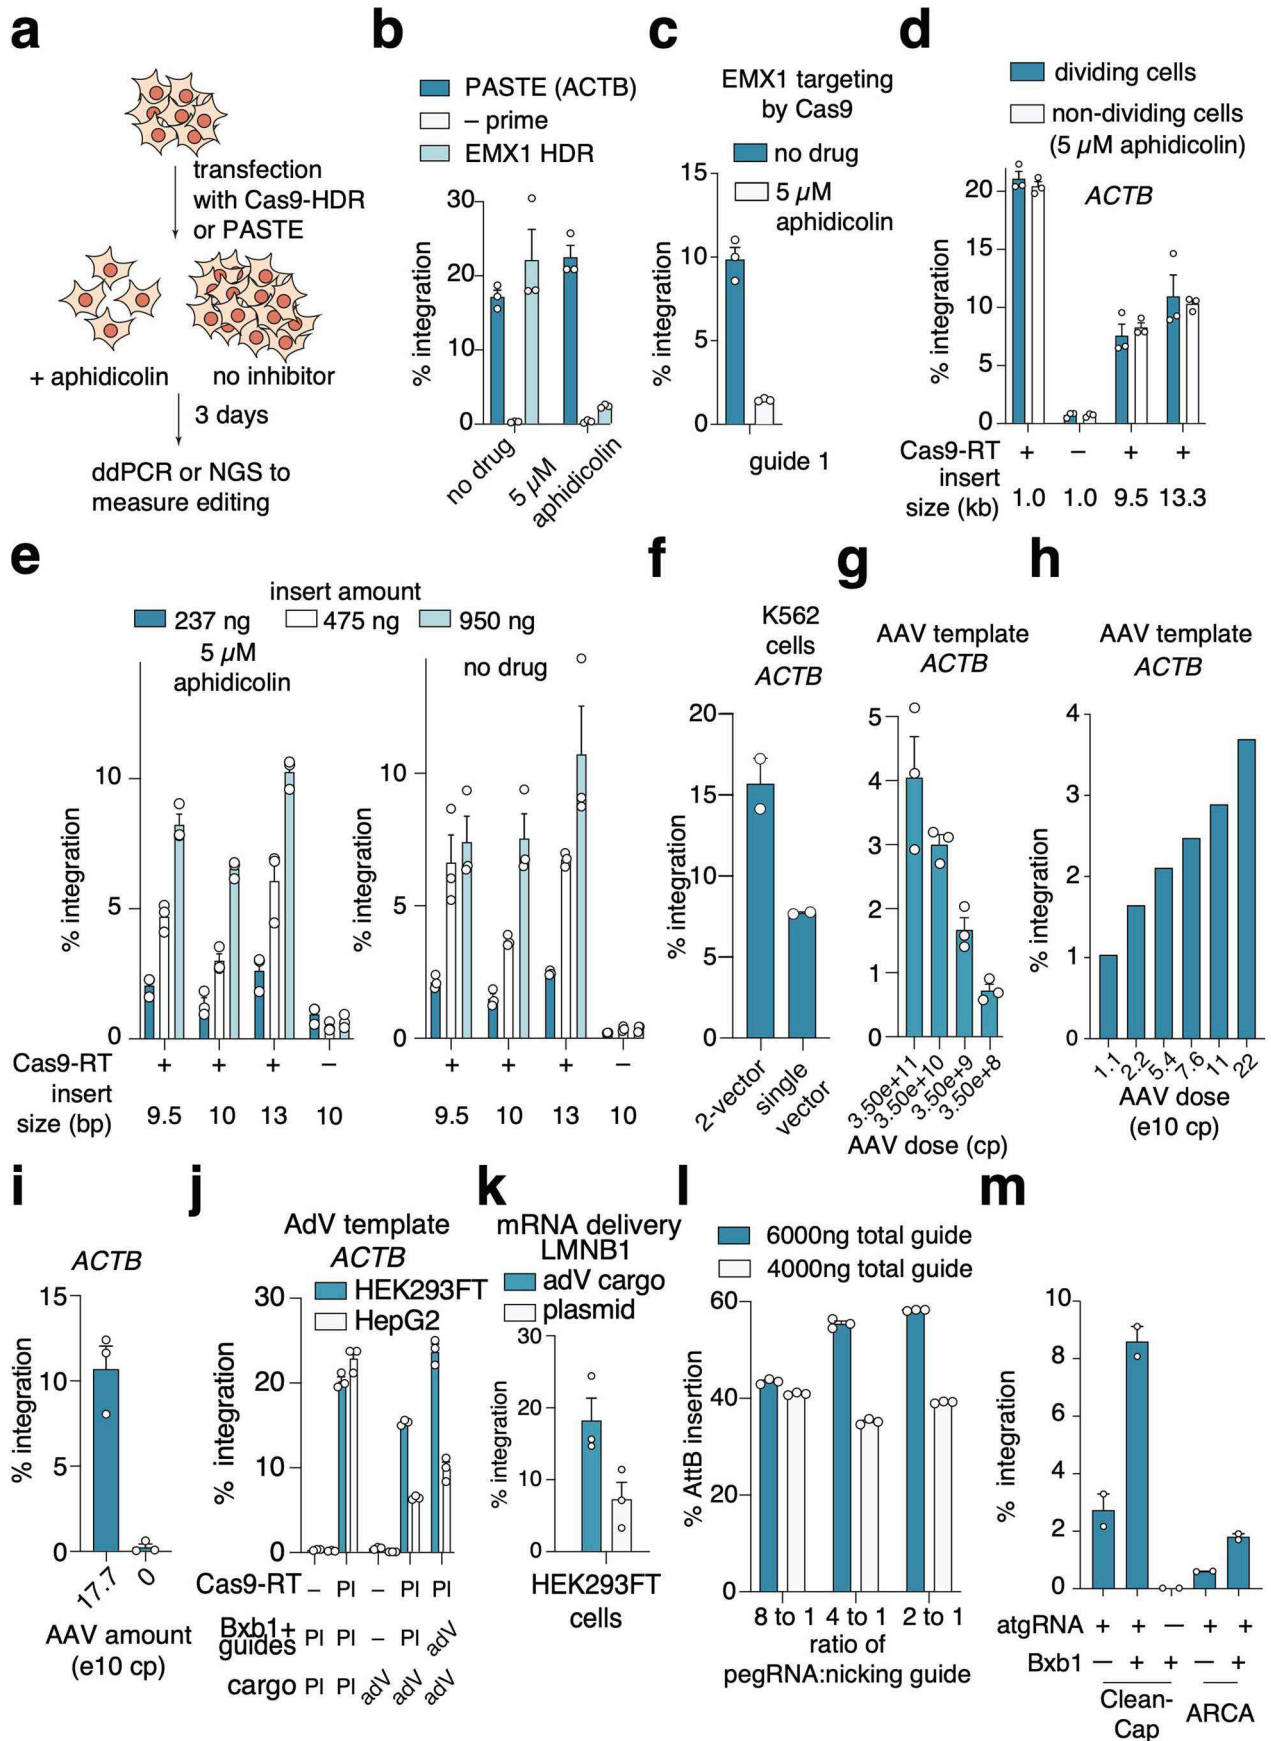 a
transfection
with Cas9-HDR
or PASTE
+ aphidicolin
no inhibitor
3 days
ddPCR or NGS to
measure editing
b
PASTE (ACTB)
– prime
EMX1 HDR
% integration
30
20
10
0
no drug
5 µM
aphidicolin
c
EMX1 targeting
by Cas9
no drug
5 µM
aphidicolin
% integration
15
10
5
0
guide 1
d
dividing cells
non-dividing cells
(5 µM aphidicolin)
ACTB
% integration
20
15
10
5
0
Cas9-RT + – + +
insert
size (kb) 1.0 1.0 9.5 13.3
e
insert amount
237 ng 475 ng 950 ng
5 µM
aphidicolin
no drug
% integration
10
5
0
% integration
10
5
0
Cas9-RT + + + – + + + –
insert
size (bp) 9.5 10 13 10 9.5 10 13 10
f
K562
cells
ACTB
% integration
20
15
10
5
0
2-vector
single
vector
g
AAV template
ACTB
% integration
5
4
3
2
1
0
3.50e+11
3.50e+10
3.50e+9
3.50e+8
AAV dose (cp)
h
AAV template
ACTB
% integration
4
3
2
1
0
1.1 2.2 5.4 7.6 11 22
AAV dose
(e10 cp)
i
ACTB
% integration
15
10
5
0
17.7 0
AAV amount
(e10 cp)
j
AdV template
ACTB
HEK293FT
HepG2
% integration
30
20
10
0
Cas9-RT – PI – PI PI
Bxb1+
guides PI PI – PI adV
cargo PI PI adV adV adV
k
mRNA delivery
LMNB1
adV cargo
plasmid
% integration
30
20
10
0
HEK293FT
cells
l
6000ng total guide
4000ng total guide
% AttB insertion
60
40
20
0
8 to 1 4 to 1 2 to 1
ratio of
pegRNA:nicking guide
m
% integration
10
8
6
4
2
0
atgRNA + + – + +
Bxb1 – + + – +
Clean-
Cap
ARCA